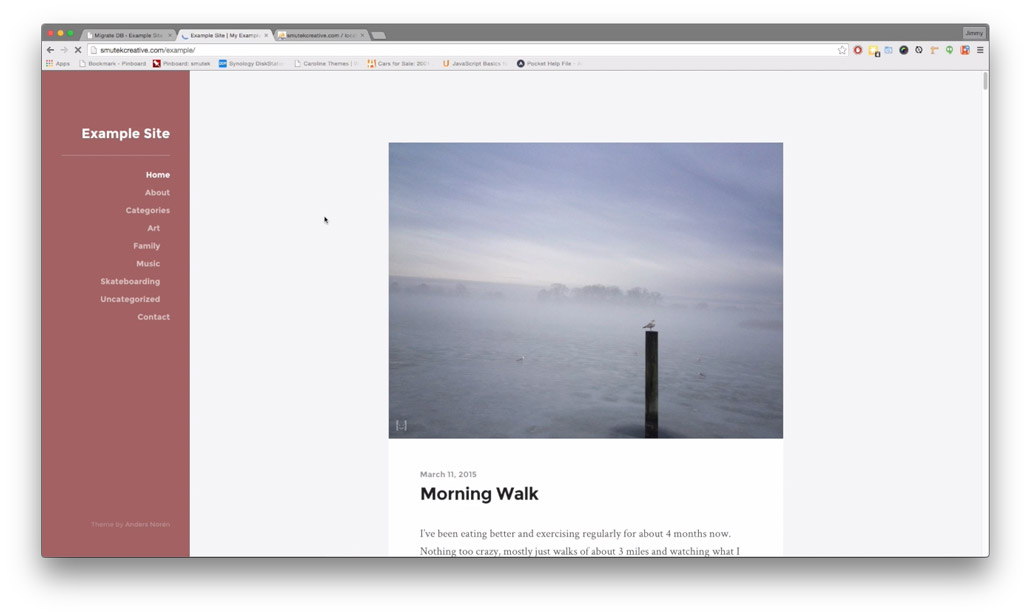 Migrate DB ‹ Example Site
Example Site | My Example
smutekcreative.com /
Jimmy
smutekcreative.com/example/
Apps
Bookmark - Pinboard
Pinboard: smutek
Synology DiskStation
Caroline Themes |
Cars for Sale:
JavaScript Basics
Pocket Help File -
Example Site
Home
About
Categories
Art
Family
Music
Skateboarding
Uncategorized
Contact
Theme by Anders Noren
March 11, 2015
Morning Walk
I've been eating better and exercising regularly for about 4 months now.
Nothing too crazy, mostly just walks of about 3 miles and watching what I